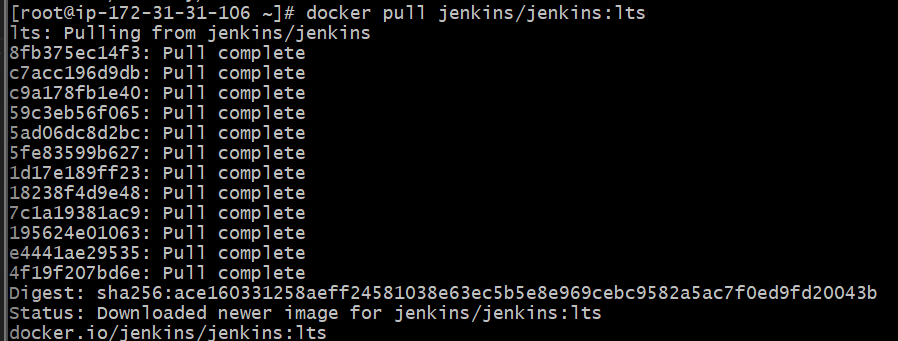 [root@ip-172-31-31-106 ~]# docker pull jenkins/jenkins:lts
lts: Pulling from jenkins/jenkins
8fb375ec14f3: Pull complete
c7acc196d9db: Pull complete
c9a178fb1e40: Pull complete
59c3eb56f065: Pull complete
5ad06dc8d2bc: Pull complete
5fe83599b627: Pull complete
1d17e189ff23: Pull complete
18238f4d9e48: Pull complete
7c1a19381ac9: Pull complete
195624e01063: Pull complete
e4441ae29535: Pull complete
4f19f207bd6e: Pull complete
Digest: sha256:ace160331258aeff24581038e63ec5b5e8e969cebc9582a5ac7f0ed9fd20043b
Status: Downloaded newer image for jenkins/jenkins:lts
docker.io/jenkins/jenkins:lts